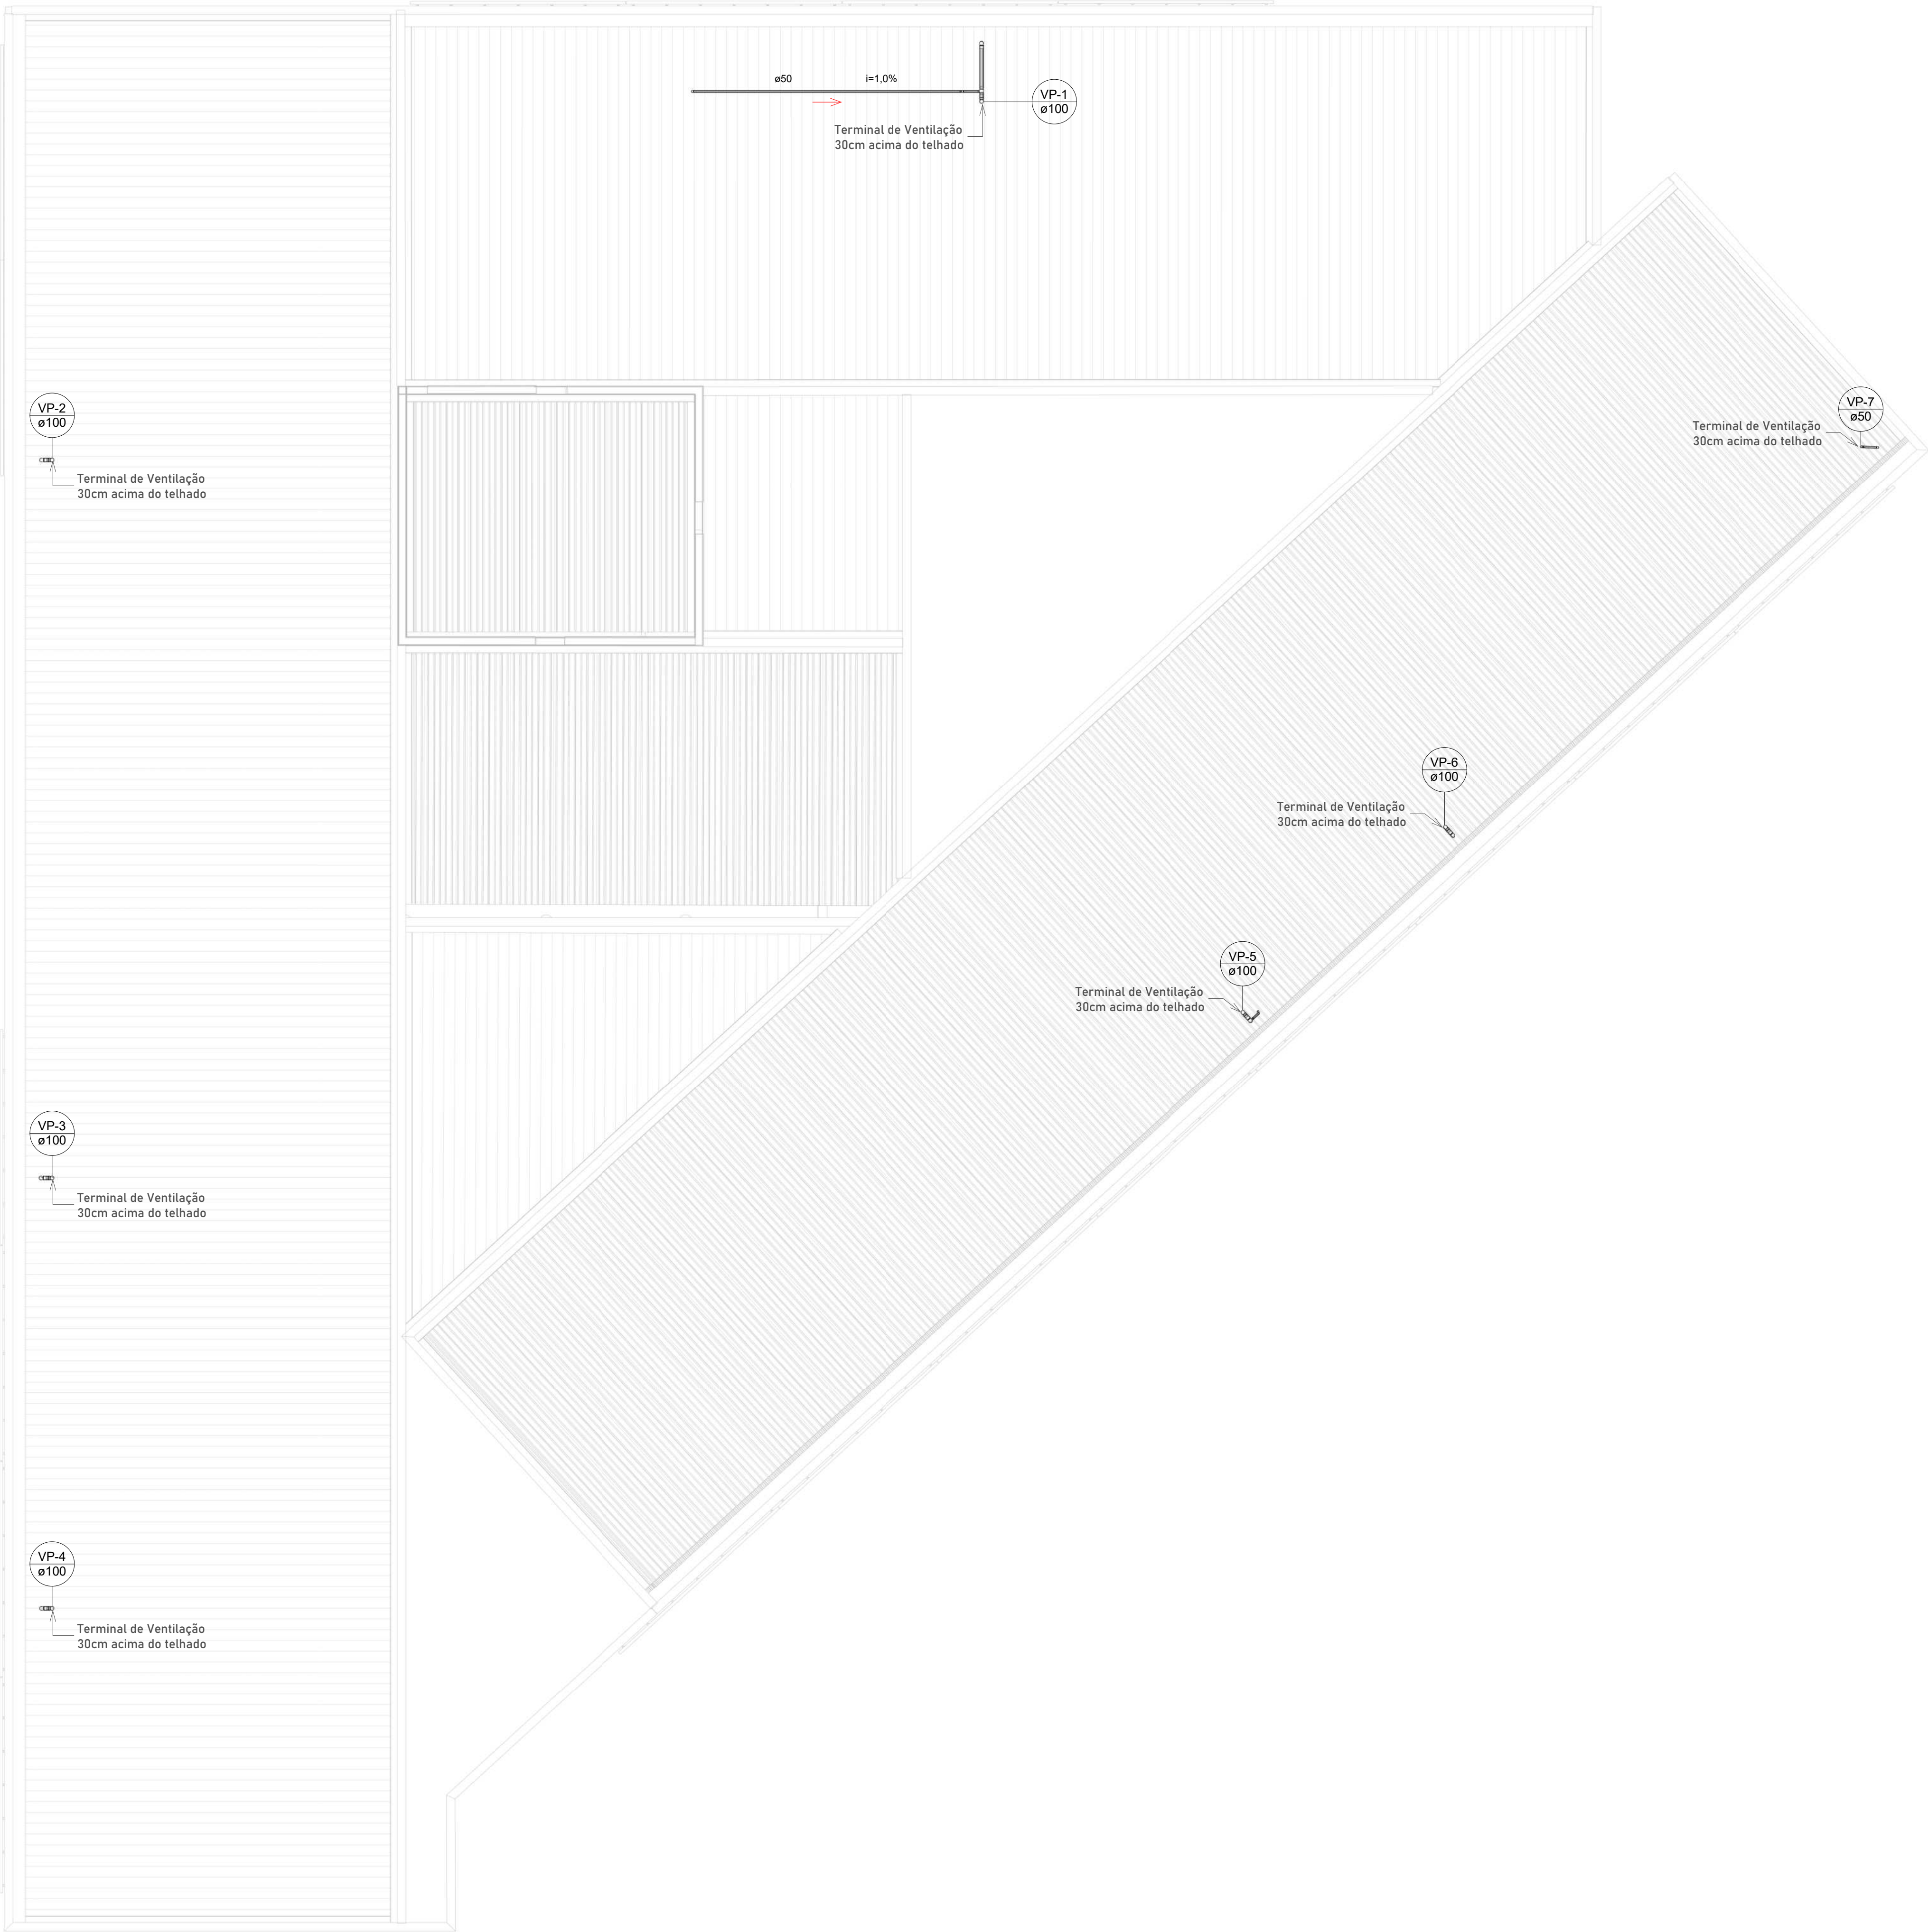 ø50
i=1,0%
VP-1
ø100
Terminal de Ventilação
30cm acima do telhado
VP-2
ø100
Terminal de Ventilação
30cm acima do telhado
VP-7
ø50
Terminal de Ventilação
30cm acima do telhado
VP-6
ø100
Terminal de Ventilação
30cm acima do telhado
VP-5
ø100
Terminal de Ventilação
30cm acima do telhado
VP-3
ø100
Terminal de Ventilação
30cm acima do telhado
VP-4
ø100
Terminal de Ventilação
30cm acima do telhado